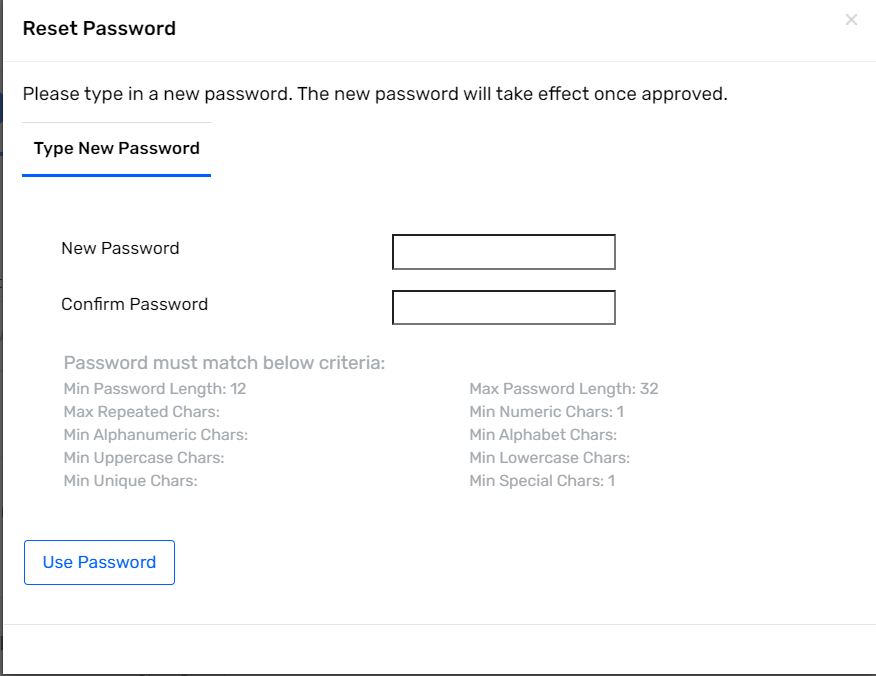 Reset Password
×
Please type in a new password. The new password will take effect once approved.
Type New Password
New Password
Confirm Password
Password must match below criteria:
Min Password Length: 12
Max Password Length: 32
Max Repeated Chars:
Min Numeric Chars: 1
Min Alphanumeric Chars:
Min Alphabet Chars:
Min Uppercase Chars:
Min Lowercase Chars:
Min Unique Chars:
Min Special Chars: 1
Use Password